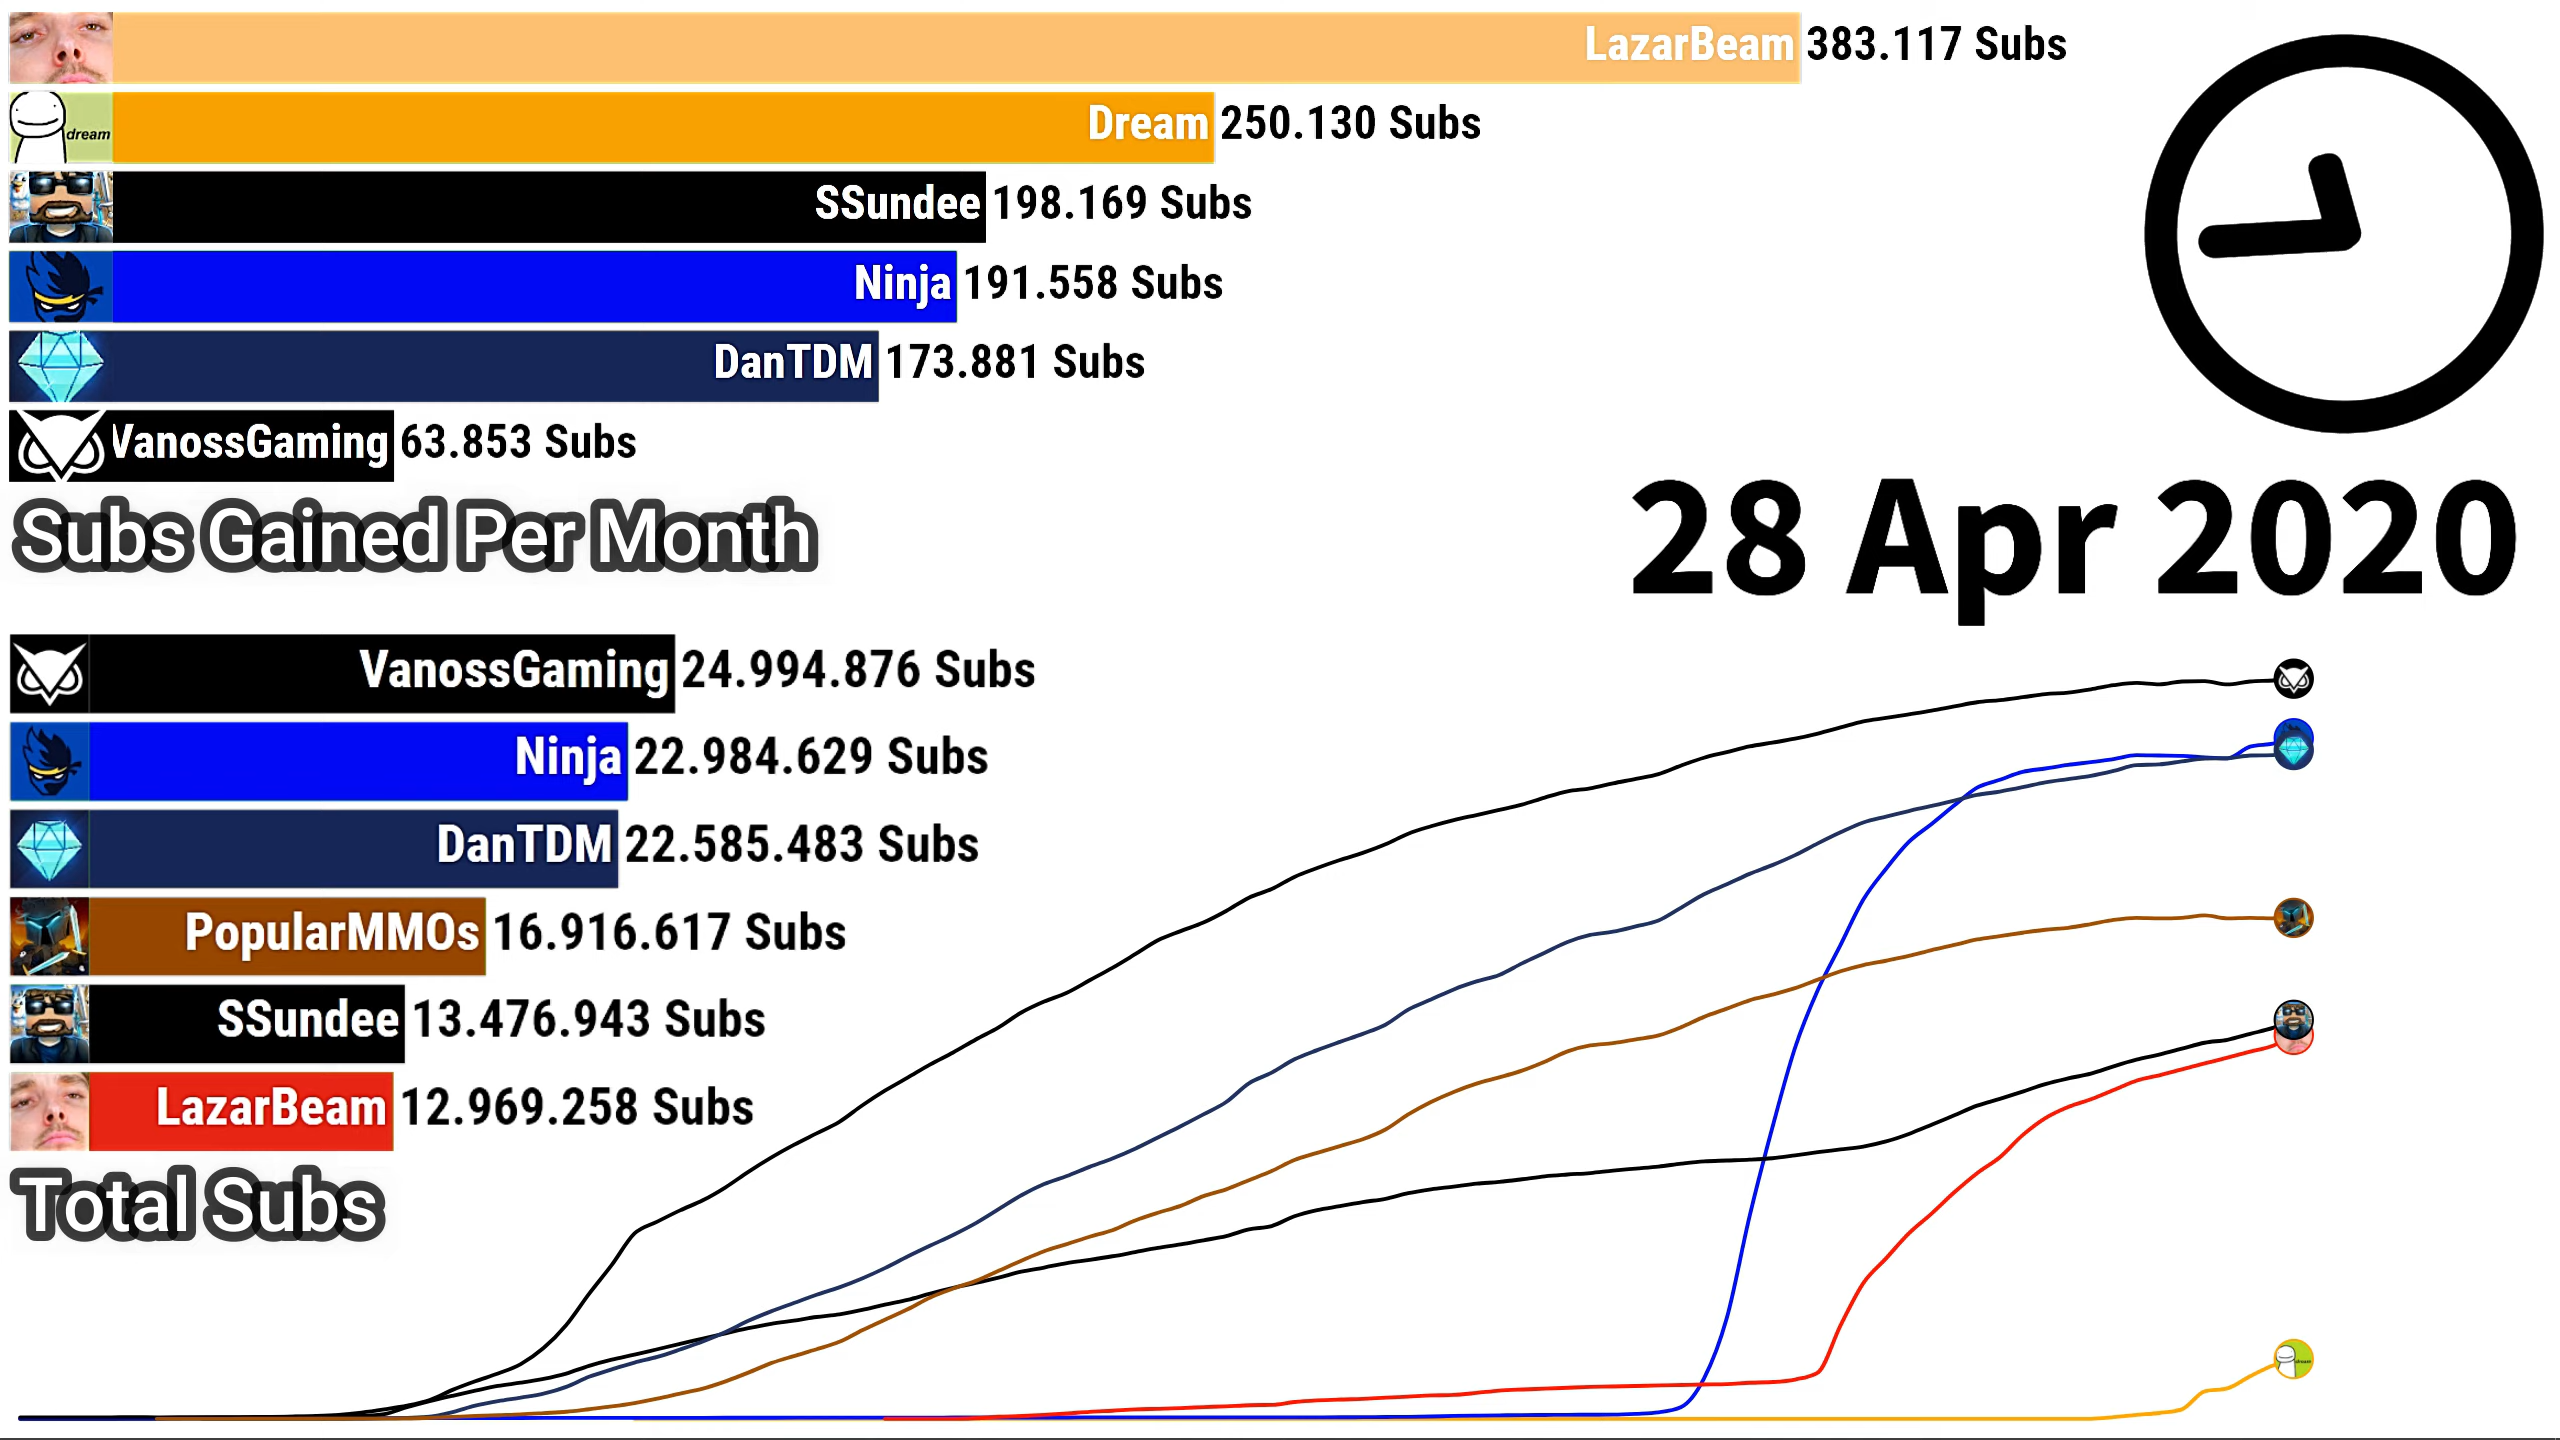 LazarBeam 383.117 Subs
dream
Dream 250.130 Subs
SSundee 198.169 Subs
Ninja 191.558 Subs
DanTDM 173.881 Subs
VanossGaming 63.853 Subs
Subs Gained Per Month
28 Apr 2020
VanossGaming 24.994.876 Subs
Ninja 22.984.629 Subs
DanTDM 22.585.483 Subs
PopularMMOs 16.916.617 Subs
SSundee 13.476.943 Subs
LazarBeam 12.969.258 Subs
Total Subs
dream